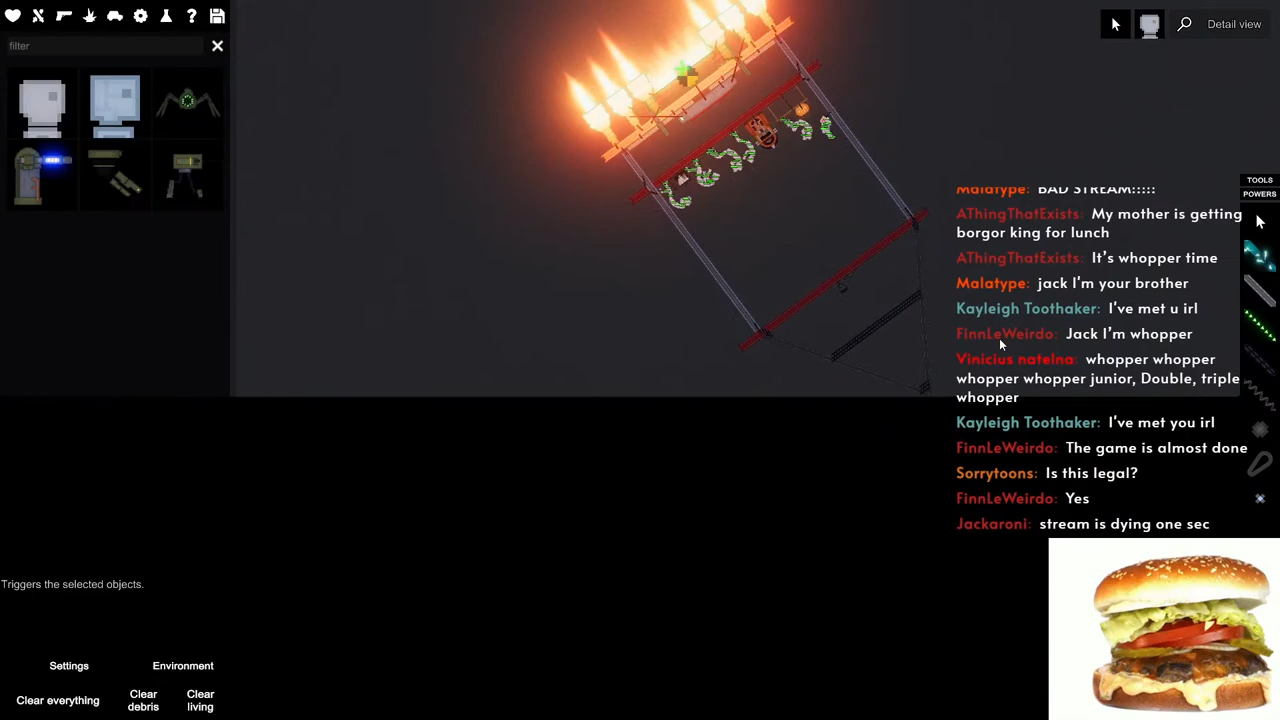 filter
Detail view
TOOLS
POWERS
Malatype: BAD STREAM!!!!!
AThingThatExists: My mother is getting
borgor king for lunch
AThingThatExists: It's whopper time
Malatype: jack I'm your brother
Kayleigh Toothaker: I've met u irl
FinnLeWeirdo: Jack I'm whopper
Vinicius natelna: whopper whopper
whopper whopper junior, Double, triple
whopper
Kayleigh Toothaker: I've met you irl
FinnLeWeirdo: The game is almost done
Sorrytoons: Is this legal?
FinnLeWeirdo: Yes
Jackaroni: stream is dying one sec
Triggers the selected objects.
Settings
Environment
Clear everything
Clear
debris
Clear
living